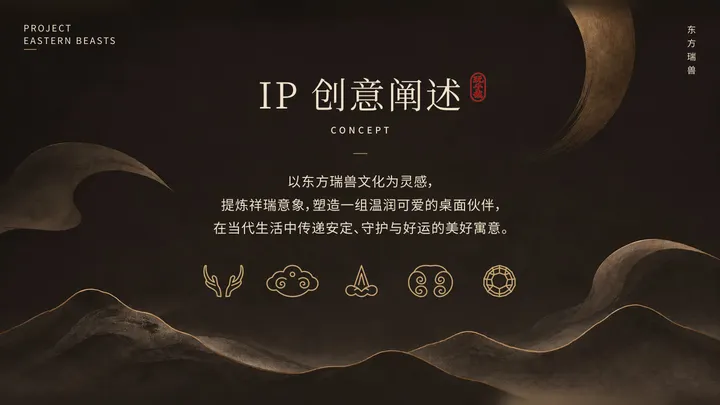 PROJECT
EASTERN BEASTS
东方瑞兽
IP 创意阐述
CONCEPT
以东方瑞兽文化为灵感，
提炼祥瑞意象，塑造一组温润可爱的桌面伙伴，
在当代生活中传递安定、守护与好运的美好寓意。